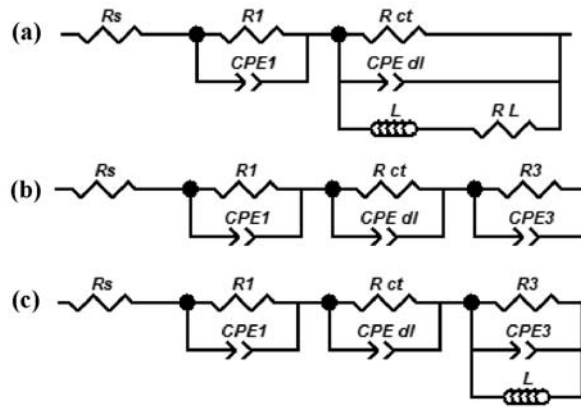 (a) Rs R1 R ct
CPE1 CPE dl
L R L
(b) Rs R1 R ct R3
CPE1 CPE dl CPE3
(c) Rs R1 R ct R3
CPE1 CPE dl CPE3
L